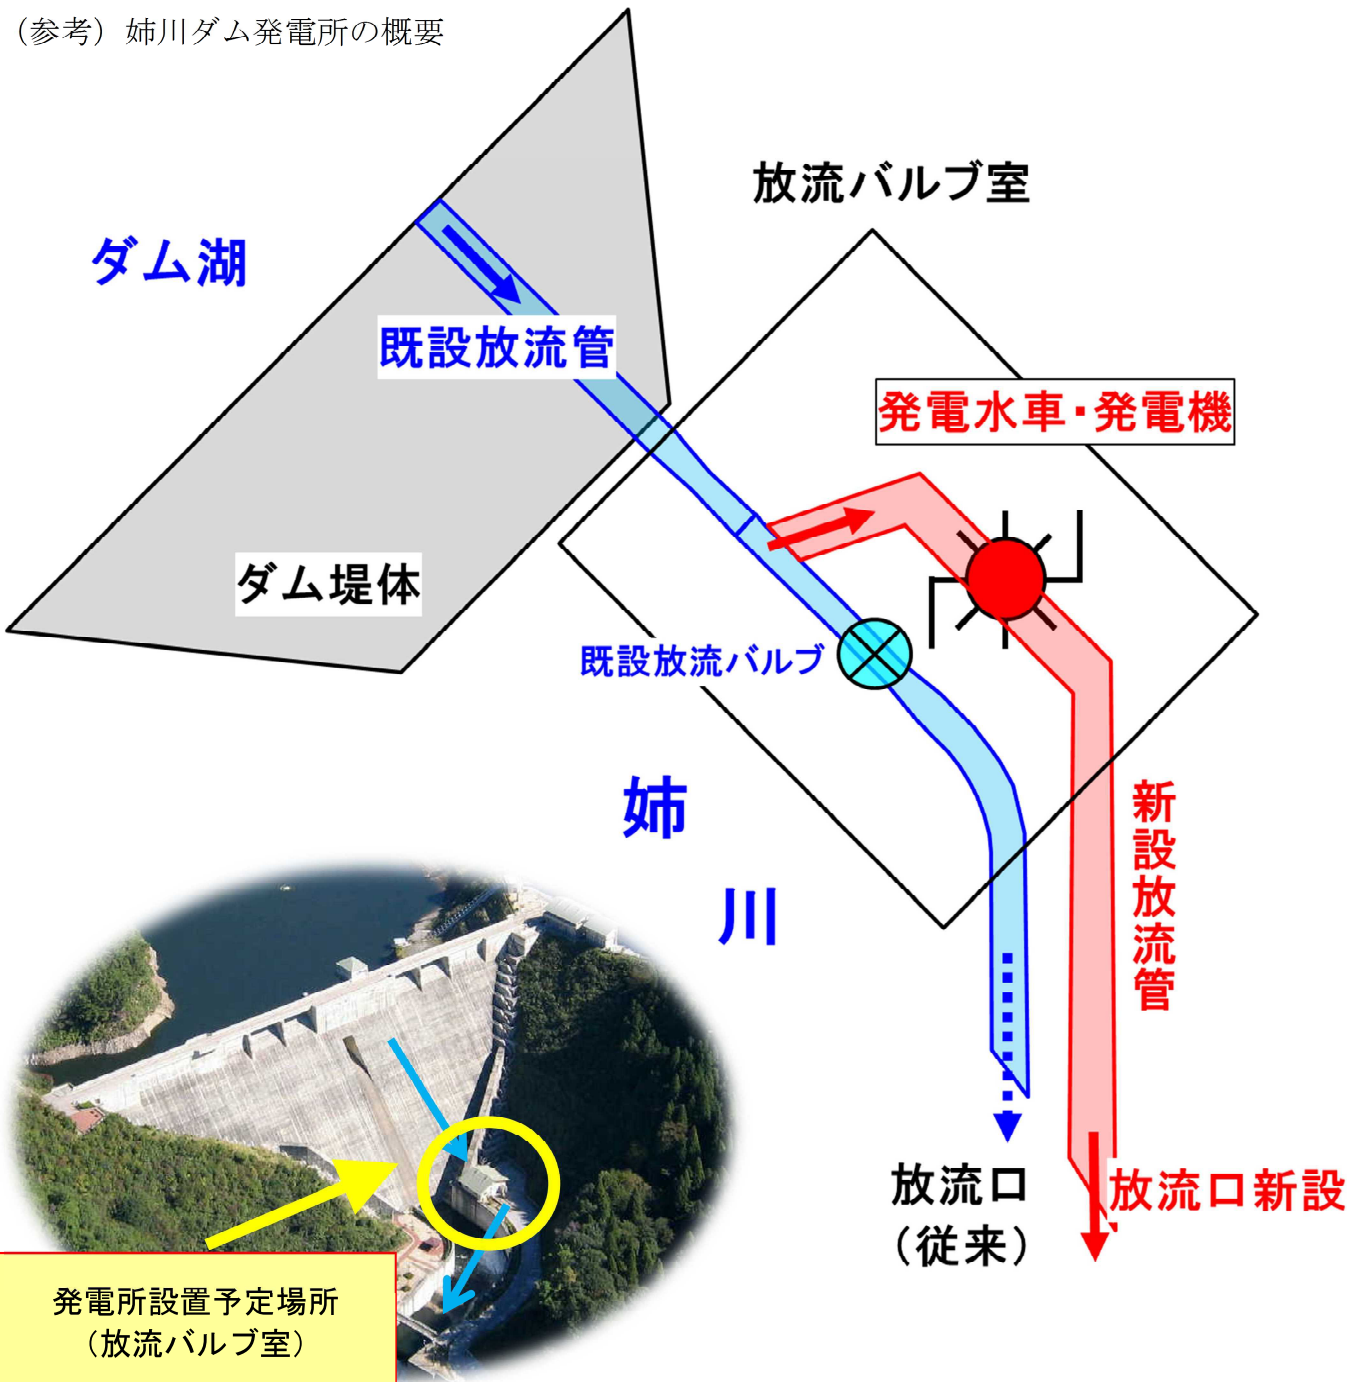 （参考）姉川ダム発電所の概要
放流バルブ室
ダム湖
既設放流管
発電水車・発電機
ダム堤体
既設放流バルブ
姉
川
新設放流管
放流口
（従来）
放流口新設
発電所設置予定場所
（放流バルブ室）